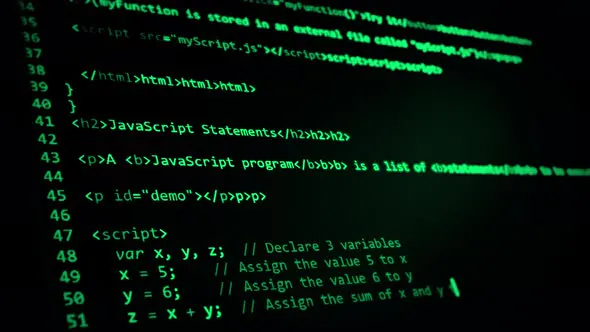 34 >(myFunction is stored in an external file called "myScript.js")</
35
36 <script src="myScript.js"></script>script>script>script>
37
38 </html>html>html>html>
39 }
40 }
41 <h2>JavaScript Statements</h2>h2>h2>
42
43 <p>A <b>JavaScript program</b>b>b> is a list of <b>statements</b>
44
45 <p id="demo"></p>p>p>
46
47 <script>
48 var x, y, z; // Declare 3 variables
49 x = 5; // Assign the value 5 to x
50 y = 6; // Assign the value 6 to y
51 z = x + y; // Assign the sum of x and y